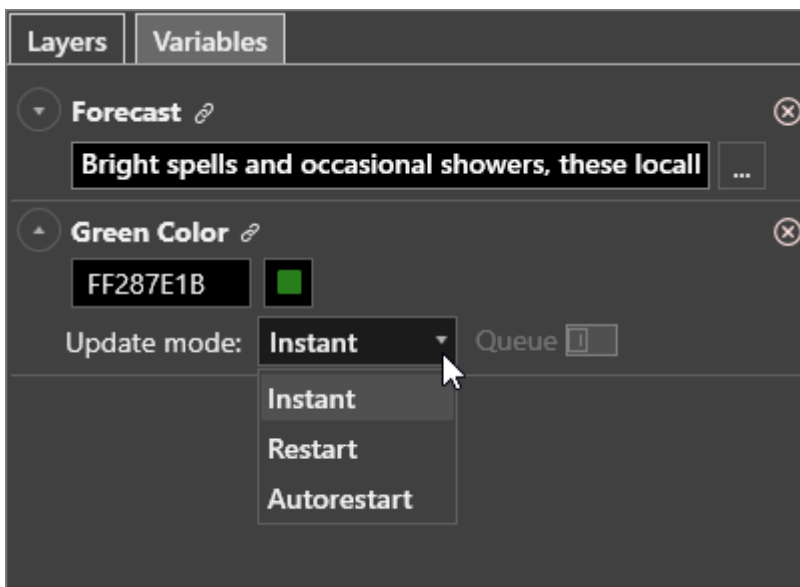 Layers Variables
Forecast
Bright spells and occasional showers, these locall ...
Green Color
FF287E1B
Update mode: Instant Queue
Instant
Restart
Autorestart